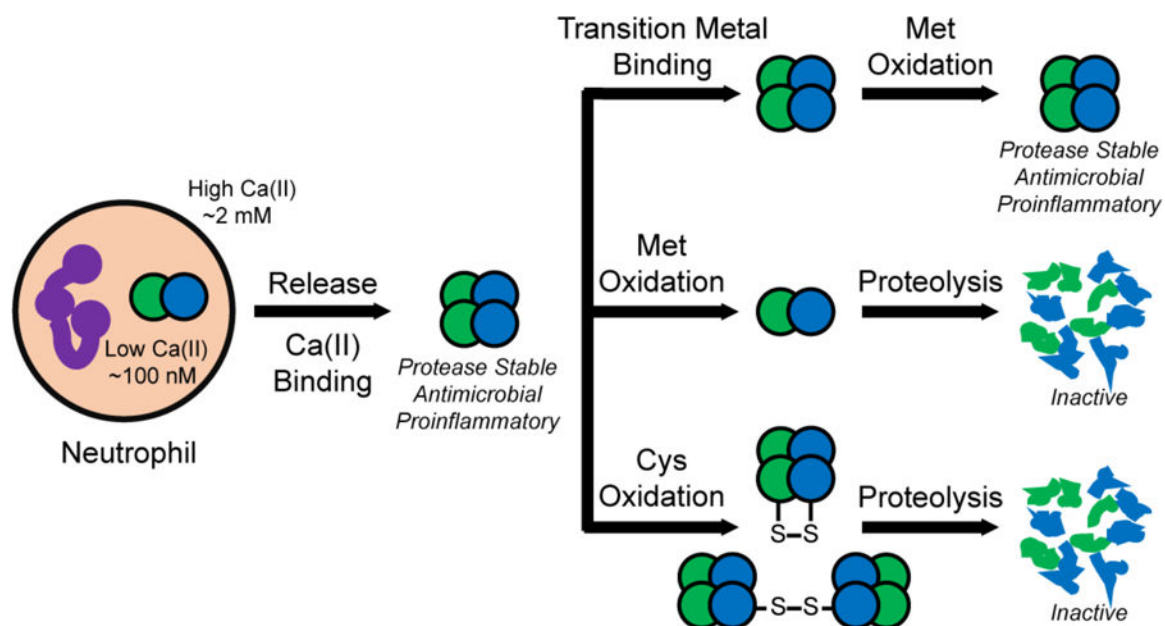 High Ca(II)
~2 mM
Low Ca(II)
~100 nM
Neutrophil
Release
Ca(II)
Binding
Protease Stable
Antimicrobial
Proinflammatory
Transition Metal
Binding
Met
Oxidation
Protease Stable
Antimicrobial
Proinflammatory
Met
Oxidation
Proteolysis
Inactive
Cys
Oxidation
S–S
S–S
Proteolysis
Inactive